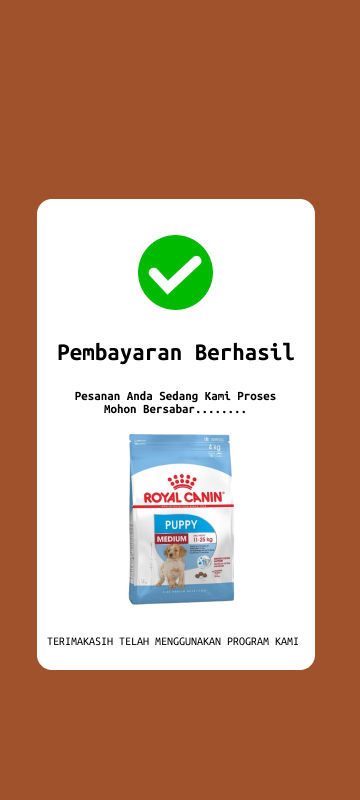 Pembayaran Berhasil
Pesanan Anda Sedang Kami Proses
Mohon Bersabar........
4 kg
ROYAL CANIN
PUPPY
MEDIUM
11-25 kg
TERIMAKASIH TELAH MENGGUNAKAN PROGRAM KAMI